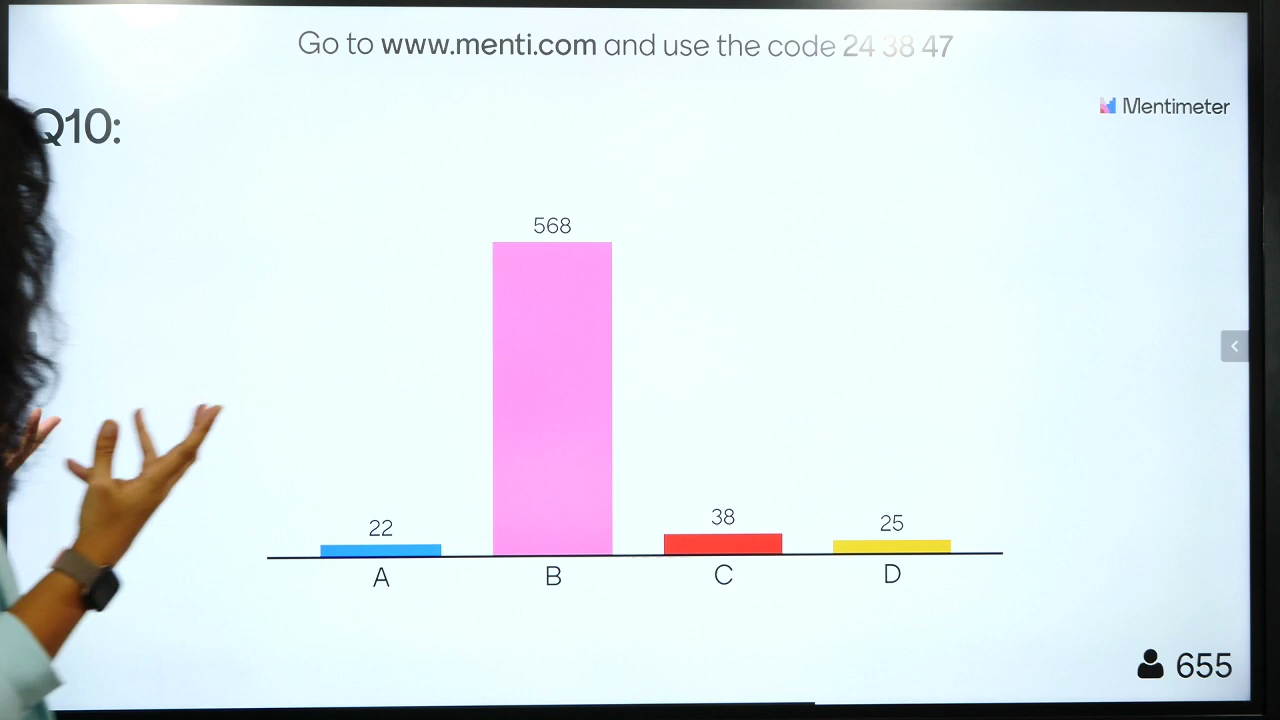 Go to www.menti.com and use the code 24 38 47
Mentimeter
Q10:
568
22
38
25
A
B
C
D
655